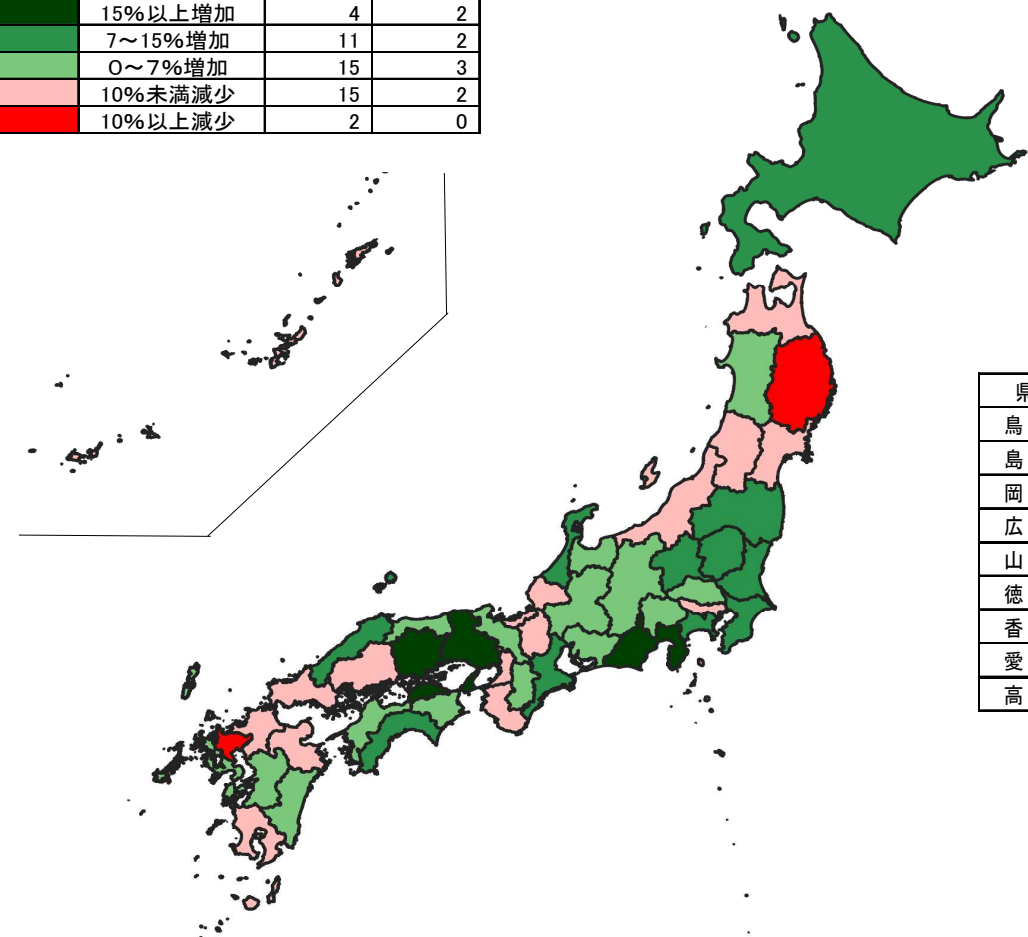 15%以上増加 4 2
7～15%増加 11 2
0～7%増加 15 3
10%未満減少 15 2
10%以上減少 2 0
県
鳥
島
岡
広
山
徳
香
愛
高